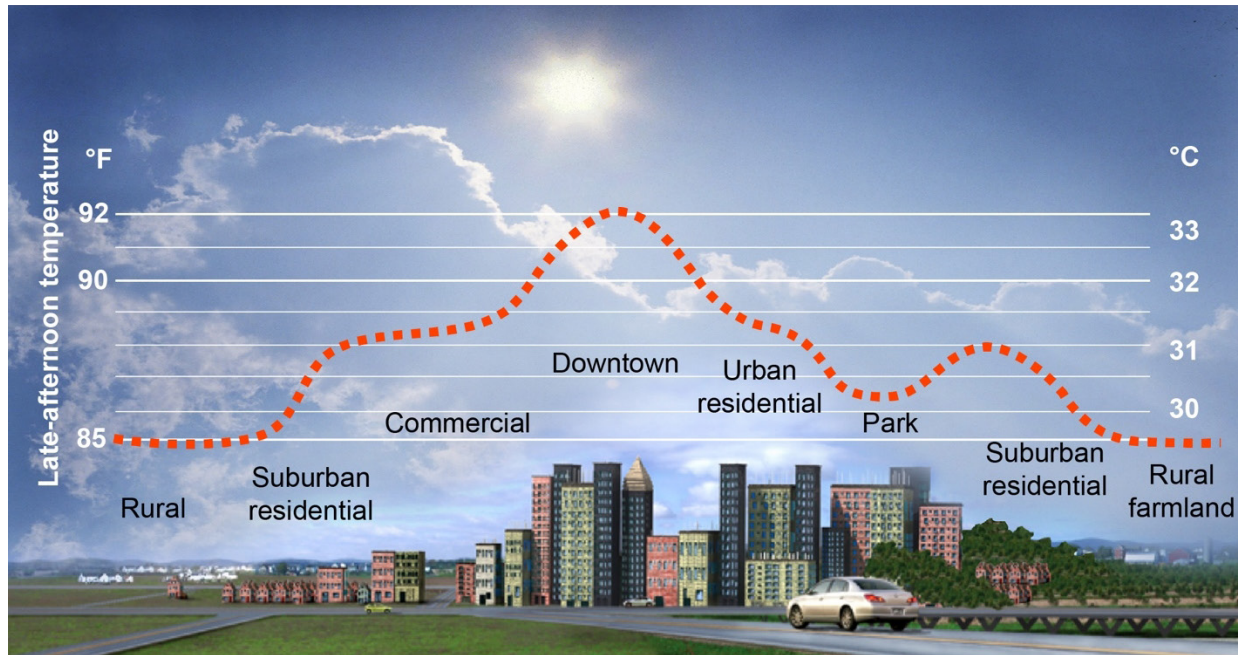 Late-afternoon temperature
°F
92
90
85
°C
33
32
31
30
Rural
Suburban
residential
Commercial
Downtown
Urban
residential
Park
Suburban
residential
Rural
farmland